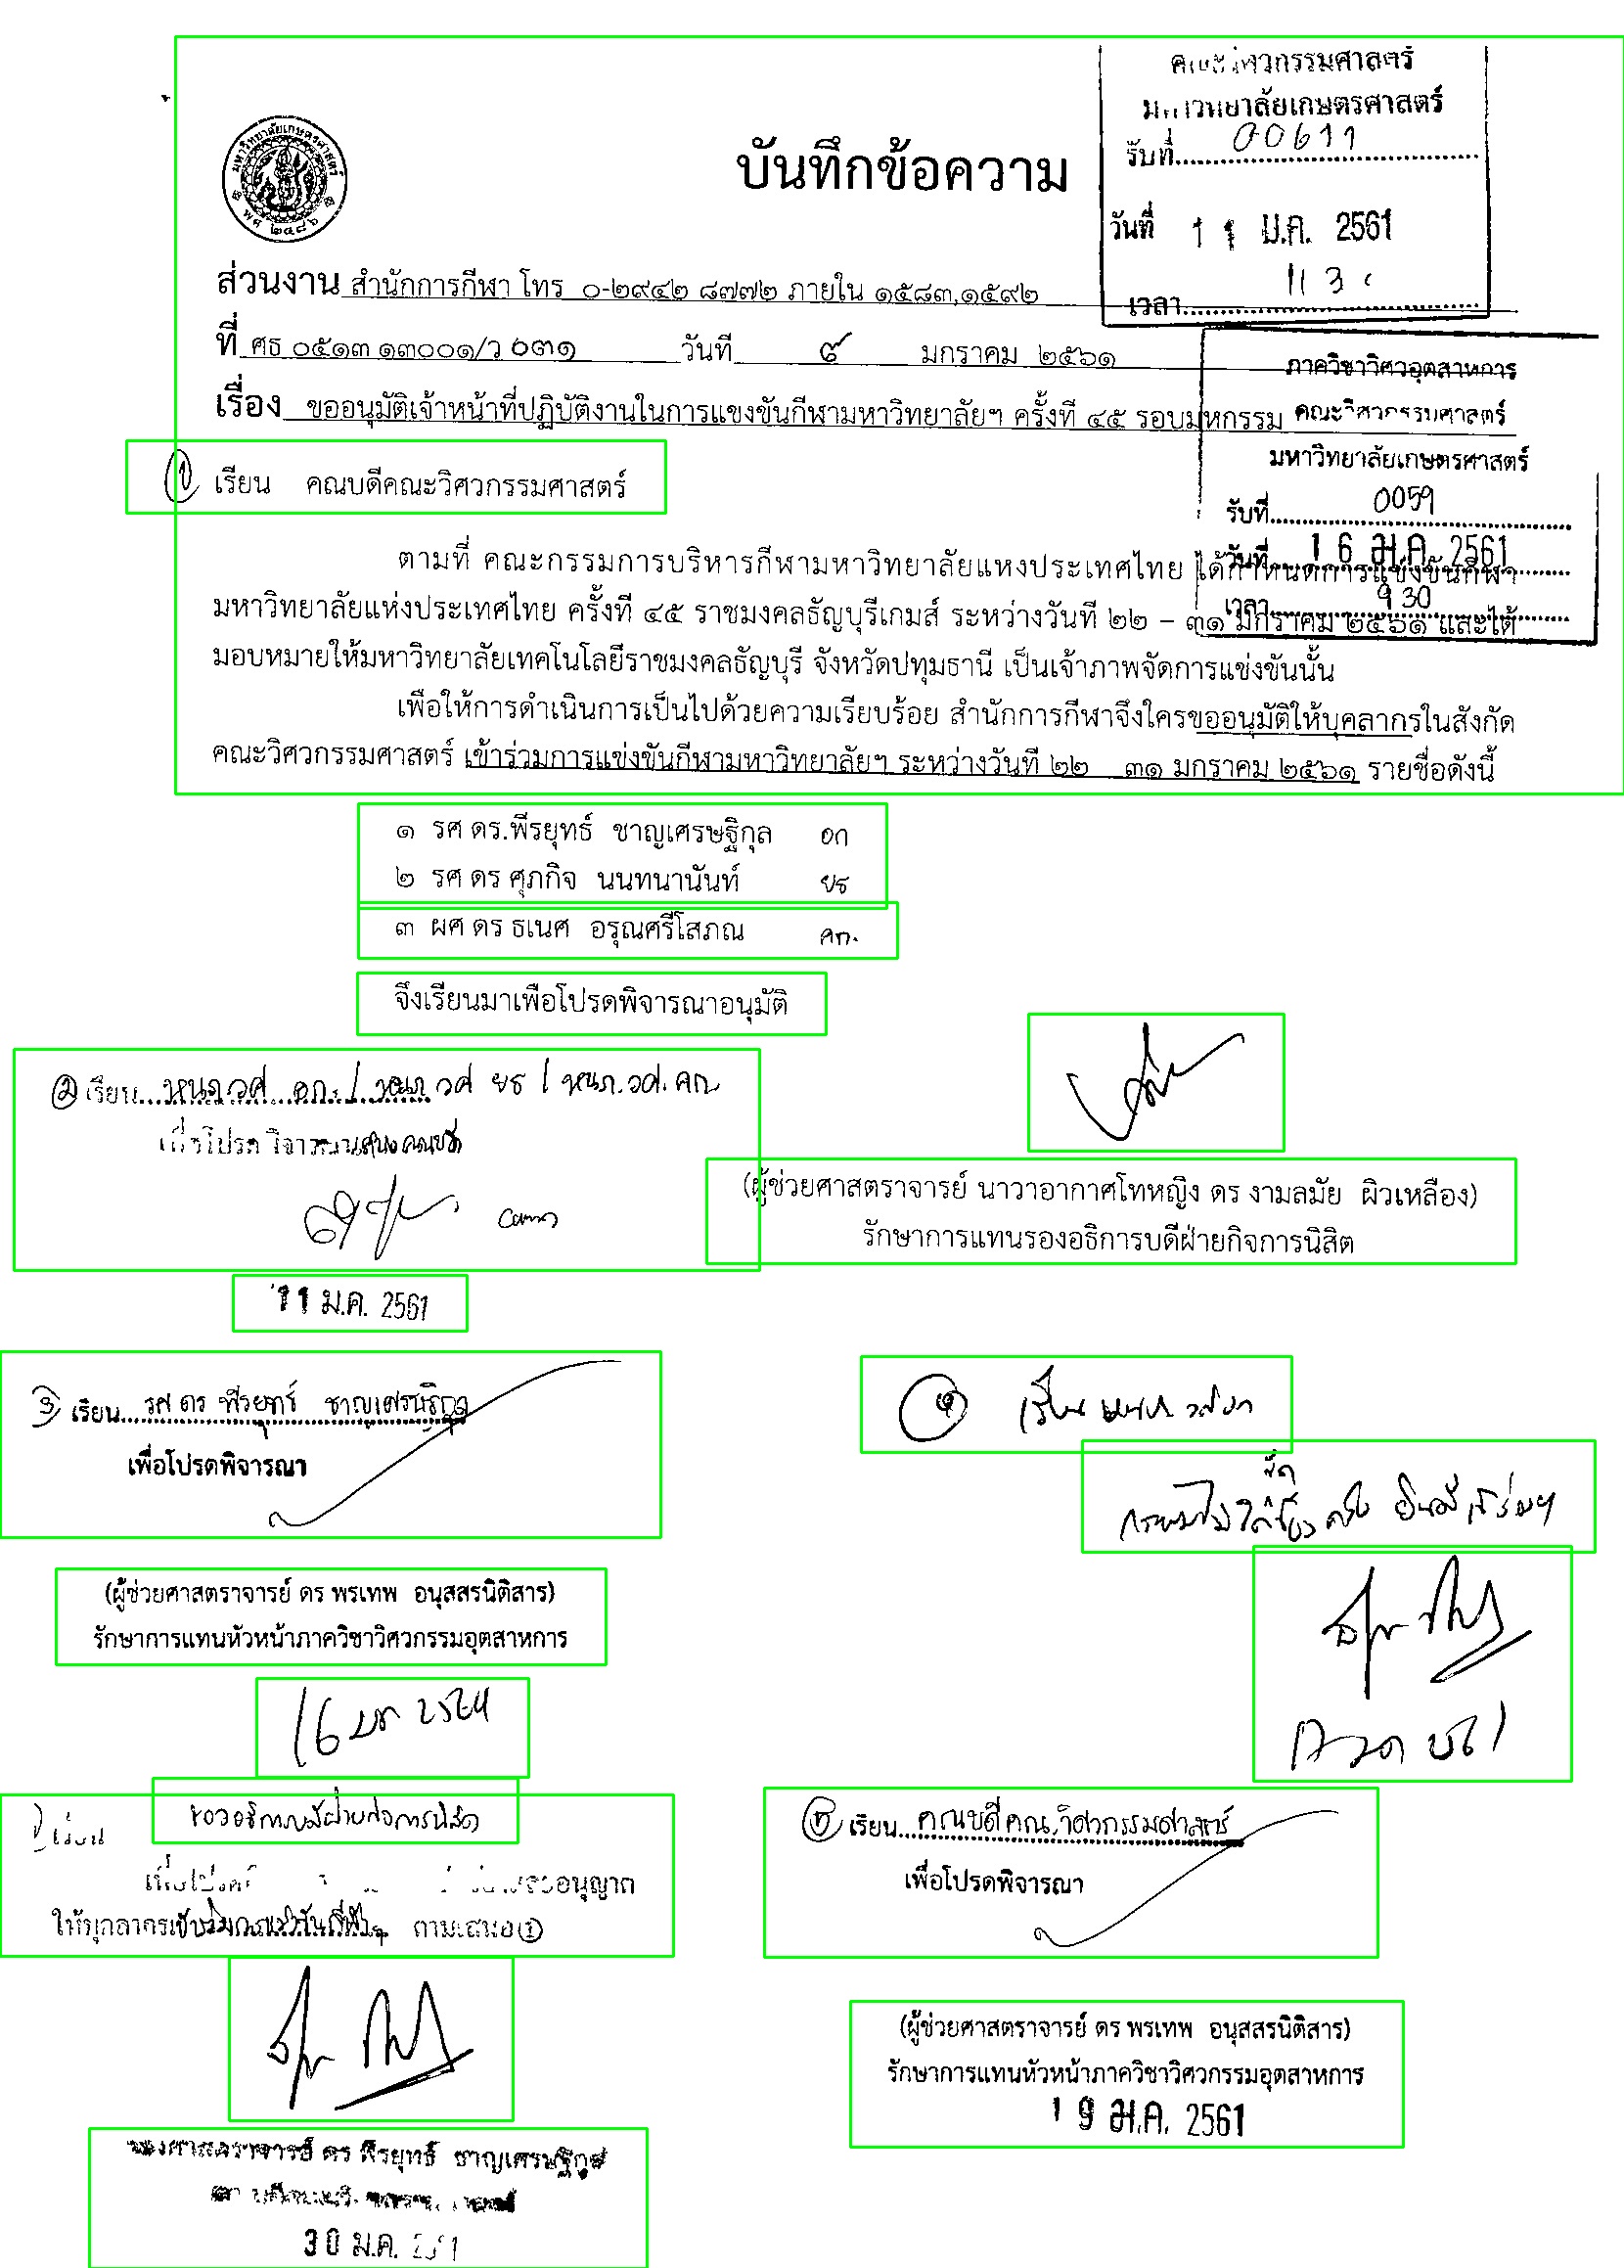 คณะวิศวกรรมศาสตร์
มหาวิทยาลัยเกษตรศาสตร์
รับที่ 00611
วันที่ 11 ม.ค. 2561
เวลา 11 30
มหาวิทยาลัยเกษตรศาสตร์
พศ ๒๔๘๖
บันทึกข้อความ
ส่วนงาน สำนักการกีฬา โทร ๐-๒๙๔๒ ๘๗๗๒ ภายใน ๑๕๘๓,๑๕๙๒
ที่ ศธ ๐๕๑๓ ๑๓๐๐๑/ว ๐๓๑ วันที ๙ มกราคม ๒๕๖๑
เรื่อง ขออนุมัติเจ้าหน้าที่ปฏิบัติงานในการแขงขันกีฬามหาวิทยาลัยฯ ครั้งที ๔๕ รอบมหกรรม
ภาควิชาวิศวอุตสาหการ
คณะวิศวกรรมศาสตร์
มหาวิทยาลัยเกษตรศาสตร์
รับที่ 0059
วันที่ 16 ม.ค. 2561
เวลา 9 30
๑ เรียน คณบดีคณะวิศวกรรมศาสตร์
ตามที่ คณะกรรมการบริหารกีฬามหาวิทยาลัยแหงประเทศไทย ได้กำหนดการแข่งขันกีฬา
มหาวิทยาลัยแห่งประเทศไทย ครั้งที ๔๕ ราชมงคลธัญบุรีเกมส์ ระหว่างวันที ๒๒ – ๓๑ มกราคม ๒๕๖๑ และได้
มอบหมายให้มหาวิทยาลัยเทคโนโลยีราชมงคลธัญบุรี จังหวัดปทุมธานี เป็นเจ้าภาพจัดการแข่งขันนั้น
เพือให้การดำเนินการเป็นไปด้วยความเรียบร้อย สำนักการกีฬาจึงใครขออนุมัติให้บุคลากรในสังกัด
คณะวิศวกรรมศาสตร์ เข้าร่วมการแข่งขันกีฬามหาวิทยาลัยฯ ระหว่างวันที ๒๒ ๓๑ มกราคม ๒๕๖๑ รายชื่อดังนี้
๑ รศ ดร.พีรยุทธ์ ชาญเศรษฐิกุล อก
๒ รศ ดร ศุภกิจ นนทนานันท์ ยธ
๓ ผศ ดร ธเนศ อรุณศรีโสภณ คก.
จึงเรียนมาเพือโปรดพิจารณาอนุมัติ
② เรียน หนภ วศ อก. / หนภ วศ ยธ / หนภ.วศ.คก
(ผู้ช่วยศาสตราจารย์ นาวาอากาศโทหญิง ดร งามลมัย ผิวเหลือง)
รักษาการแทนรองอธิการบดีฝ่ายกิจการนิสิต
11 ม.ค. 2561
③ เรียน รศ ดร พีรยุทธ์ ชาญเศรษฐิกุล
เพื่อโปรดพิจารณา
④ เรียน
(ผู้ช่วยศาสตราจารย์ ดร พรเทพ อนุสสรนิติสาร)
รักษาการแทนหัวหน้าภาควิชาวิศวกรรมอุตสาหการ
16 มค 2561
⑤ เรียน คณบดีคณะวิศวกรรมศาสตร์
เพื่อโปรดพิจารณา
(ผู้ช่วยศาสตราจารย์ ดร พรเทพ อนุสสรนิติสาร)
รักษาการแทนหัวหน้าภาควิชาวิศวกรรมอุตสาหการ
19 ม.ค. 2561
เรียน รองอธิการบดีฝ่ายกิจการนิสิต
อนุญาต
ให้บุคลากรเข้าร่วมการแข่งขันกีฬาฯ ตามเสนอ ①
รองศาสตราจารย์ ดร พีรยุทธ์ ชาญเศรษฐิกุล
30 ม.ค. 2561